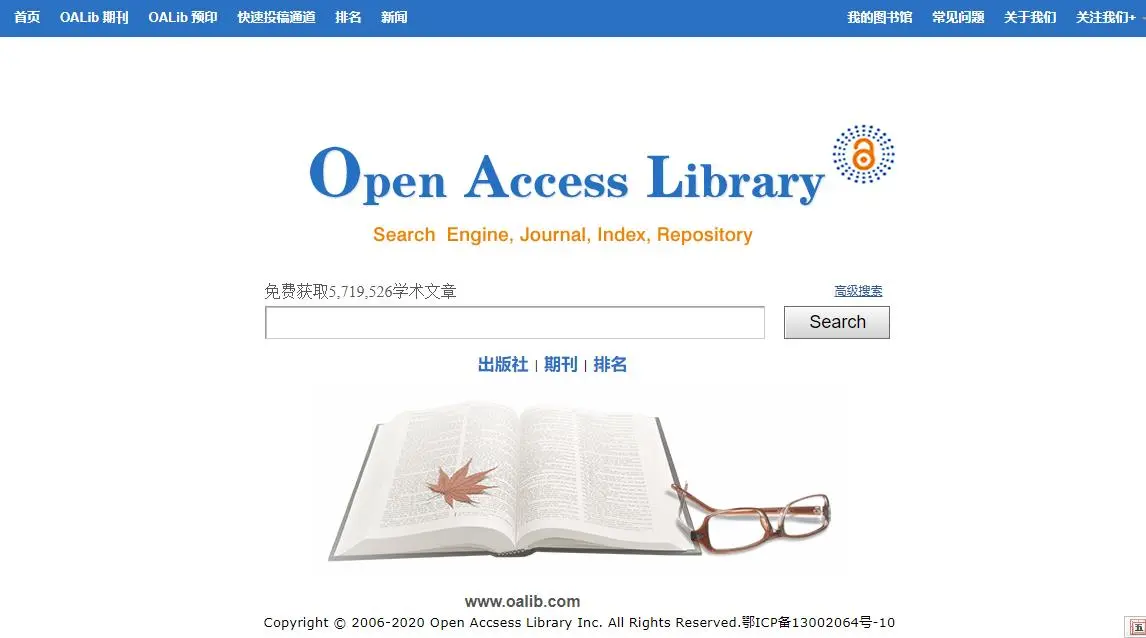 首页 OALib 期刊 OALib 预印 快速投稿通道 排名 新闻 我的图书馆 常见问题 关于我们 关注我们+
Open Access Library
Search Engine, Journal, Index, Repository
免费获取5,719,526学术文章 高级搜索
Search
出版社 | 期刊 | 排名
www.oalib.com
Copyright © 2006-2020 Open Accsess Library Inc. All Rights Reserved.鄂ICP备13002064号-10
五